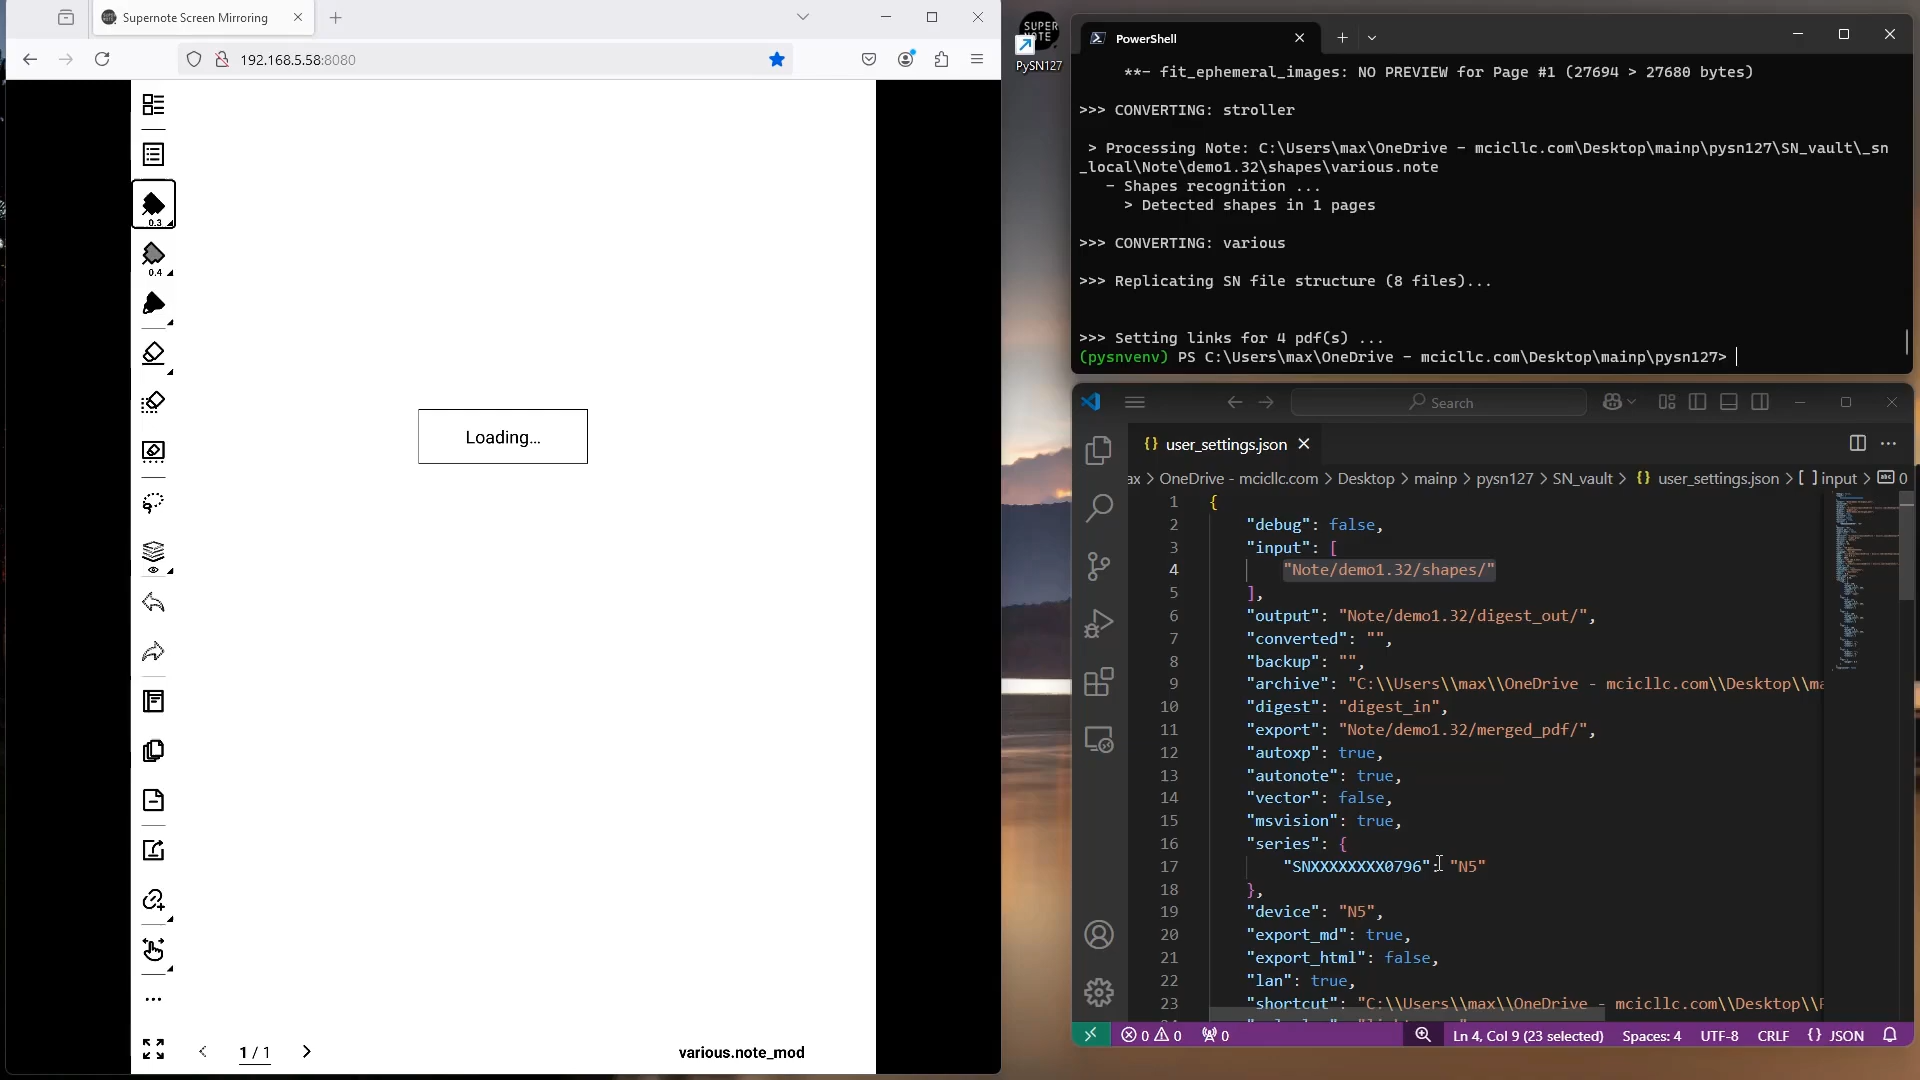 Supernote Screen Mirroring
192.168.5.58:8080
0.3
0.4
Loading...
1 / 1
various.note_mod
SUPER
NOTE
PySN127
PowerShell
**- fit_ephemeral_images: NO PREVIEW for Page #1 (27694 > 27680 bytes)
>>> CONVERTING: stroller
> Processing Note: C:\Users\max\OneDrive - mcicllc.com\Desktop\mainp\pysn127\SN_vault\_sn
_local\Note\demo1.32\shapes\various.note
- Shapes recognition ...
> Detected shapes in 1 pages
>>> CONVERTING: various
>>> Replicating SN file structure (8 files)...
>>> Setting links for 4 pdf(s) ...
(pysnvenv) PS C:\Users\max\OneDrive - mcicllc.com\Desktop\mainp\pysn127>
Search
{} user_settings.json
ax > OneDrive - mcicllc.com > Desktop > mainp > pysn127 > SN_vault > {} user_settings.json > [ ] input > abc 0
1 {
2 "debug": false,
3 "input": [
4 "Note/demo1.32/shapes/"
5 ],
6 "output": "Note/demo1.32/digest_out/",
7 "converted": "",
8 "backup": "",
9 "archive": "C:\\Users\\max\\OneDrive - mcicllc.com\\Desktop\\ma
10 "digest": "digest_in",
11 "export": "Note/demo1.32/merged_pdf/",
12 "autoxp": true,
13 "autonote": true,
14 "vector": false,
15 "msvision": true,
16 "series": {
17 "SNXXXXXXXX0796": "N5"
18 },
19 "device": "N5",
20 "export_md": true,
21 "export_html": false,
22 "lan": true,
23 "shortcut": "C:\\Users\\max\\OneDrive - mcicllc.com\\Desktop\\P
0 0 0 Ln 4, Col 9 (23 selected) Spaces: 4 UTF-8 CRLF {} JSON